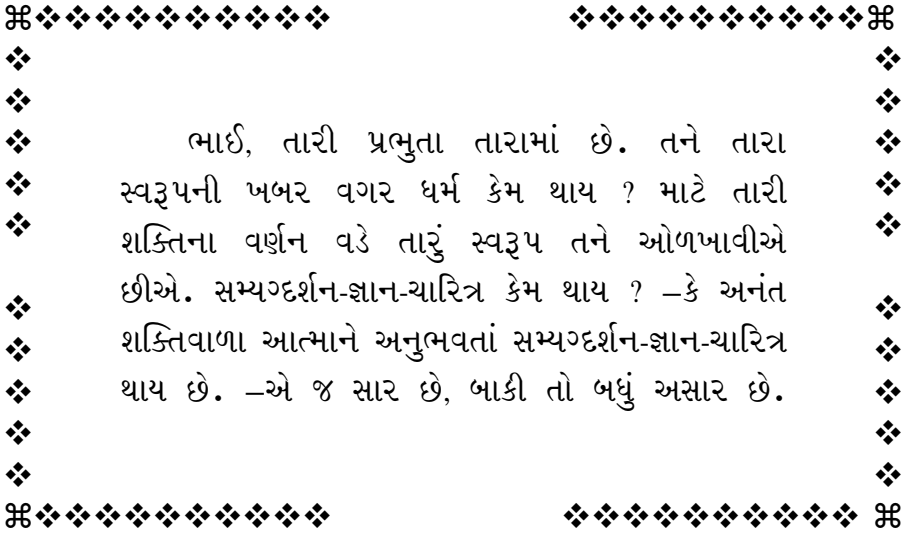 ભાઈ, તારી પ્રભુતા તારામાં છે. તને તારા
સ્વરૂપની ખબર વગર ધર્મ કેમ થાય ? માટે તારી
શક્તિના વર્ણન વડે તારું સ્વરૂપ તને ઓળખાવીએ
છીએ. સમ્યગ્દર્શન-જ્ઞાન-ચારિત્ર કેમ થાય ? –કે અનંત
શક્તિવાળા આત્માને અનુભવતાં સમ્યગ્દર્શન-જ્ઞાન-ચારિત્ર
થાય છે. –એ જ સાર છે, બાકી તો બધું અસાર છે.